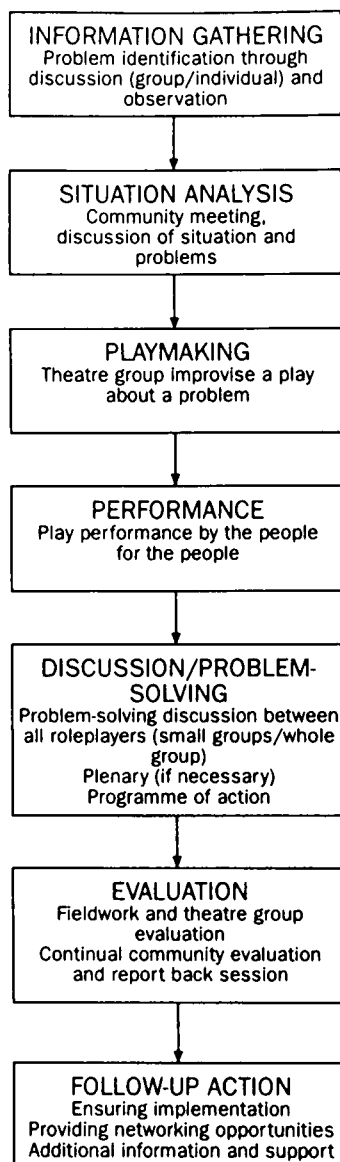 INFORMATION GATHERING
Problem identification through
discussion (group/individual) and
observation
SITUATION ANALYSIS
Community meeting,
discussion of situation and
problems
PLAYMAKING
Theatre group improvise a play
about a problem
PERFORMANCE
Play performance by the people
for the people
DISCUSSION/PROBLEM-
SOLVING
Problem-solving discussion between
all roleplayers (small groups/whole
group)
Plenary (if necessary)
Programme of action
EVALUATION
Fieldwork and theatre group
evaluation
Continual community evaluation
and report back session
FOLLOW-UP ACTION
Ensuring implementation
Providing networking opportunities
Additional information and support